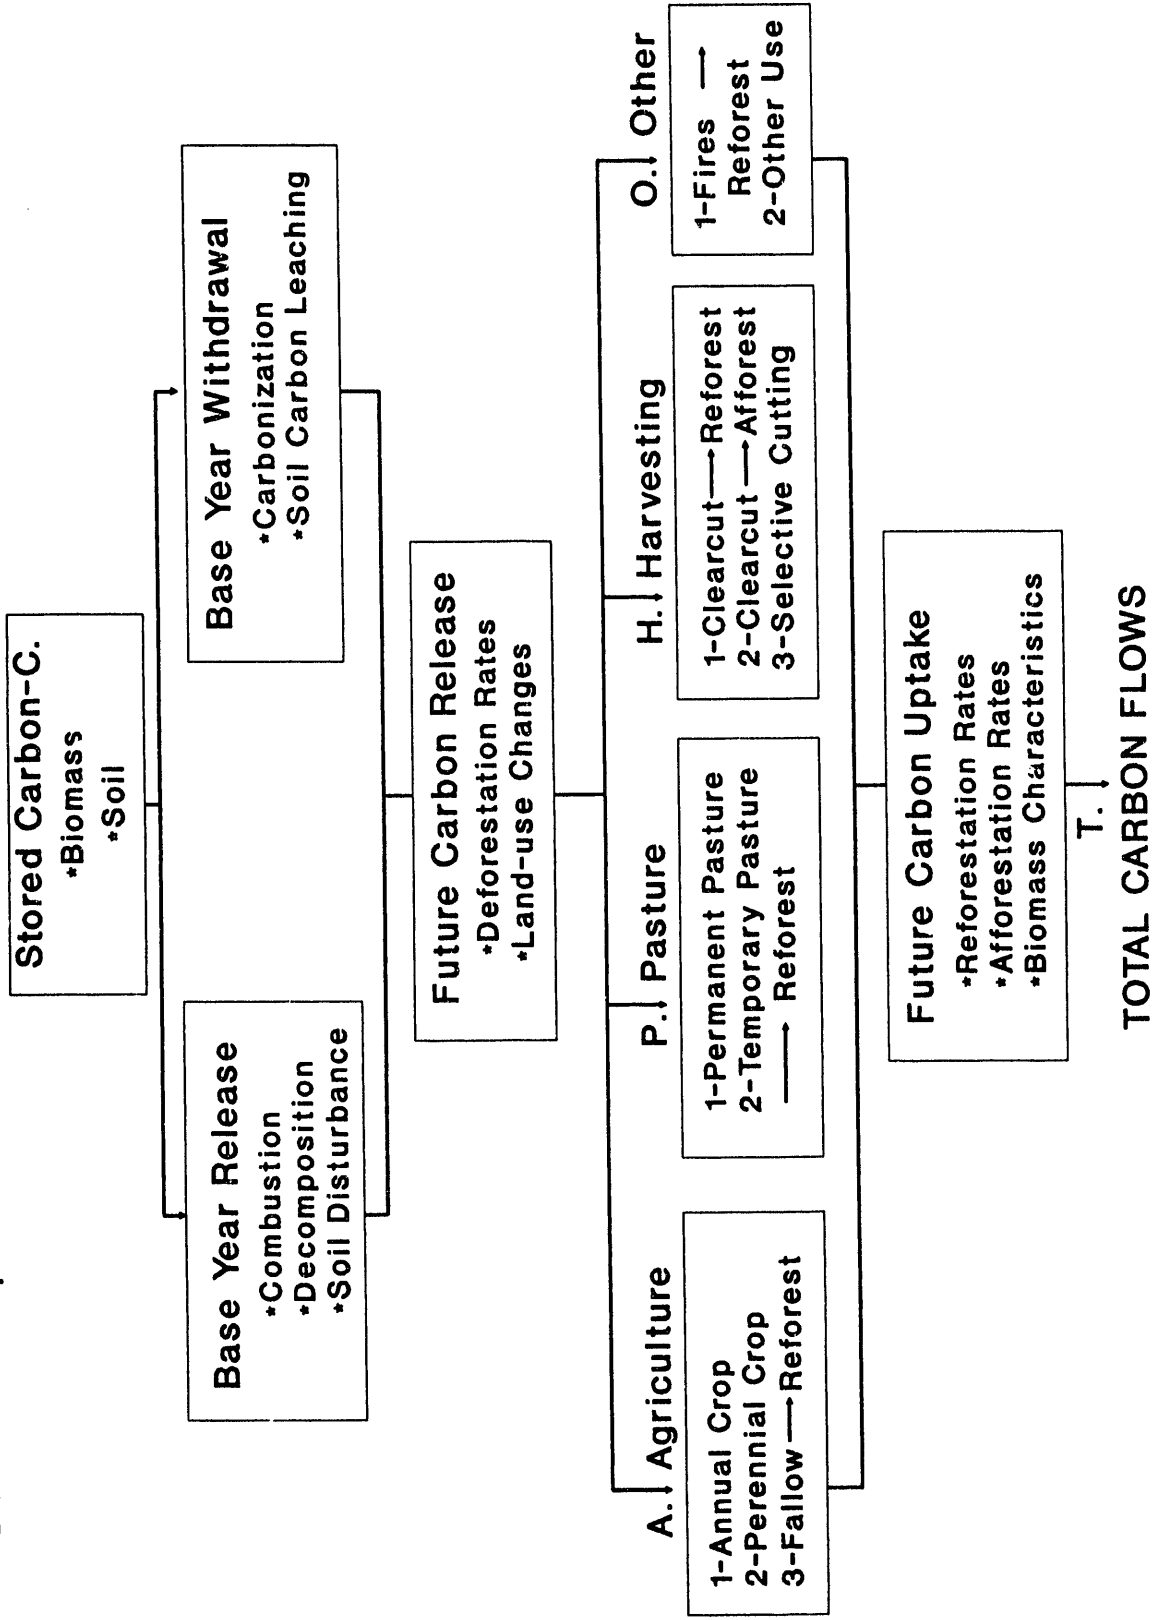 Stored Carbon-C.
*Biomass
*Soil
Base Year Release
*Combustion
*Decomposition
*Soil Disturbance
Base Year Withdrawal
*Carbonization
*Soil Carbon Leaching
Future Carbon Release
*Deforestation Rates
*Land-use Changes
A. Agriculture
1-Annual Crop
2-Perennial Crop
3-Fallow→Reforest
P. Pasture
1-Permanent Pasture
2-Temporary Pasture
→ Reforest
H. Harvesting
1-Clearcut→Reforest
2-Clearcut→Afforest
3-Selective Cutting
O. Other
1-Fires →
Reforest
2-Other Use
Future Carbon Uptake
*Reforestation Rates
*Afforestation Rates
*Biomass Characteristics
T.
TOTAL CARBON FLOWS